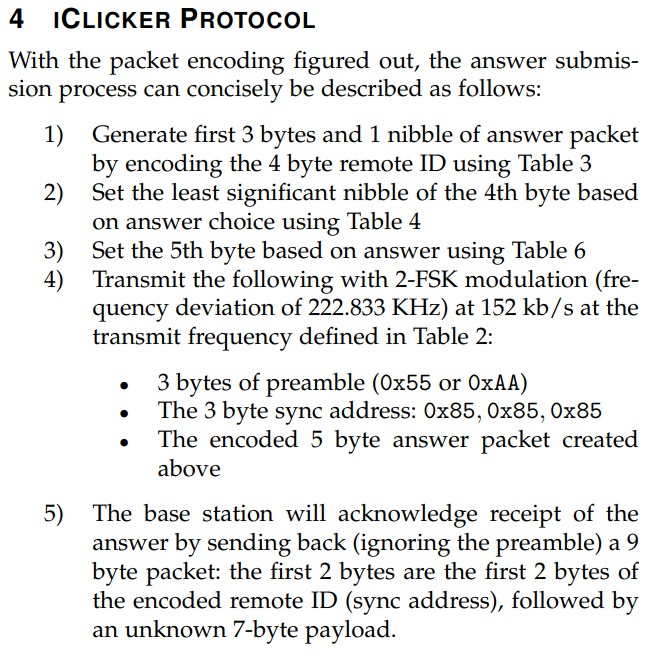 4 iCLICKER PROTOCOL
With the packet encoding figured out, the answer submis-
sion process can concisely be described as follows:
1) Generate first 3 bytes and 1 nibble of answer packet
by encoding the 4 byte remote ID using Table 3
2) Set the least significant nibble of the 4th byte based
on answer choice using Table 4
3) Set the 5th byte based on answer using Table 6
4) Transmit the following with 2-FSK modulation (fre-
quency deviation of 222.833 KHz) at 152 kb/s at the
transmit frequency defined in Table 2:
• 3 bytes of preamble (0x55 or 0xAA)
• The 3 byte sync address: 0x85, 0x85, 0x85
• The encoded 5 byte answer packet created
above
5) The base station will acknowledge receipt of the
answer by sending back (ignoring the preamble) a 9
byte packet: the first 2 bytes are the first 2 bytes of
the encoded remote ID (sync address), followed by
an unknown 7-byte payload.